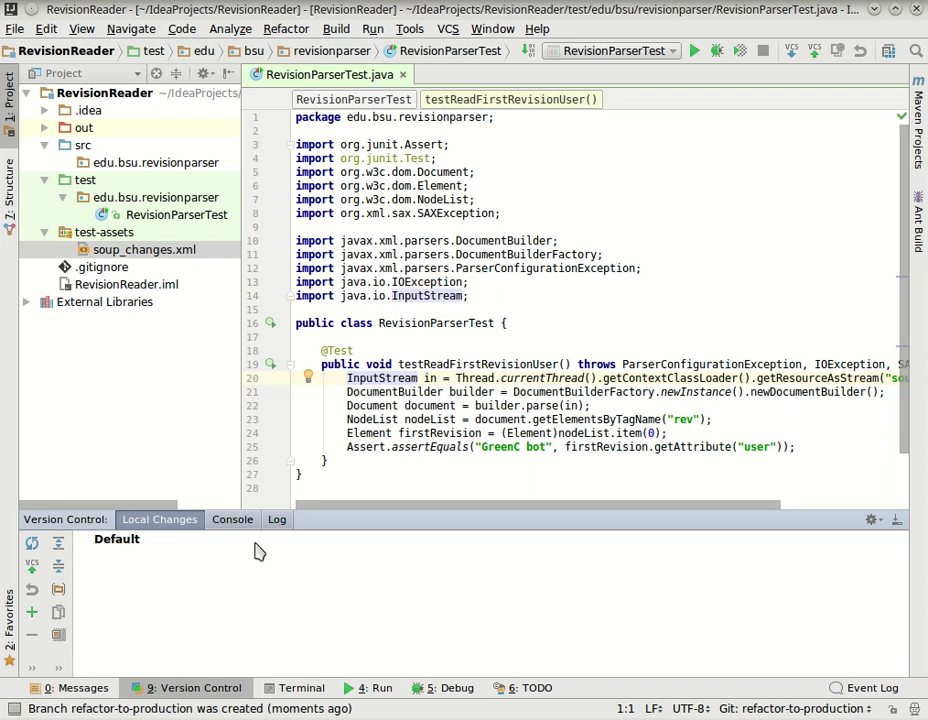 RevisionReader - [~/IdeaProjects/RevisionReader] - [RevisionReader] - ~/IdeaProjects/RevisionReader/test/edu/bsu/revisionparser/RevisionParserTest.java - I...
File Edit View Navigate Code Analyze Refactor Build Run Tools VCS Window Help
RevisionReader test edu bsu revisionparser RevisionParserTest RevisionParserTest VCS VCS
Project RevisionParserTest.java
RevisionParserTest testReadFirstRevisionUser()
1: Project
7: Structure
2: Favorites
RevisionReader ~/IdeaProjects/
.idea
out
src
edu.bsu.revisionparser
test
edu.bsu.revisionparser
RevisionParserTest
test-assets
soup_changes.xml
.gitignore
RevisionReader.iml
External Libraries
1 package edu.bsu.revisionparser;
2
3 import org.junit.Assert;
4 import org.junit.Test;
5 import org.w3c.dom.Document;
6 import org.w3c.dom.Element;
7 import org.w3c.dom.NodeList;
8 import org.xml.sax.SAXException;
9
10 import javax.xml.parsers.DocumentBuilder;
11 import javax.xml.parsers.DocumentBuilderFactory;
12 import javax.xml.parsers.ParserConfigurationException;
13 import java.io.IOException;
14 import java.io.InputStream;
15
16 public class RevisionParserTest {
17
18 @Test
19 public void testReadFirstRevisionUser() throws ParserConfigurationException, IOException, SA
20 InputStream in = Thread.currentThread().getContextClassLoader().getResourceAsStream("sou
21 DocumentBuilder builder = DocumentBuilderFactory.newInstance().newDocumentBuilder();
22 Document document = builder.parse(in);
23 NodeList nodeList = document.getElementsByTagName("rev");
24 Element firstRevision = (Element)nodeList.item(0);
25 Assert.assertEquals("GreenC bot", firstRevision.getAttribute("user"));
26 }
27 }
28
Maven Projects
Ant Build
Version Control: Local Changes Console Log
Default
VCS
0: Messages 9: Version Control Terminal 4: Run 5: Debug 6: TODO Event Log
Branch refactor-to-production was created (moments ago) 1:1 LF UTF-8 Git: refactor-to-production